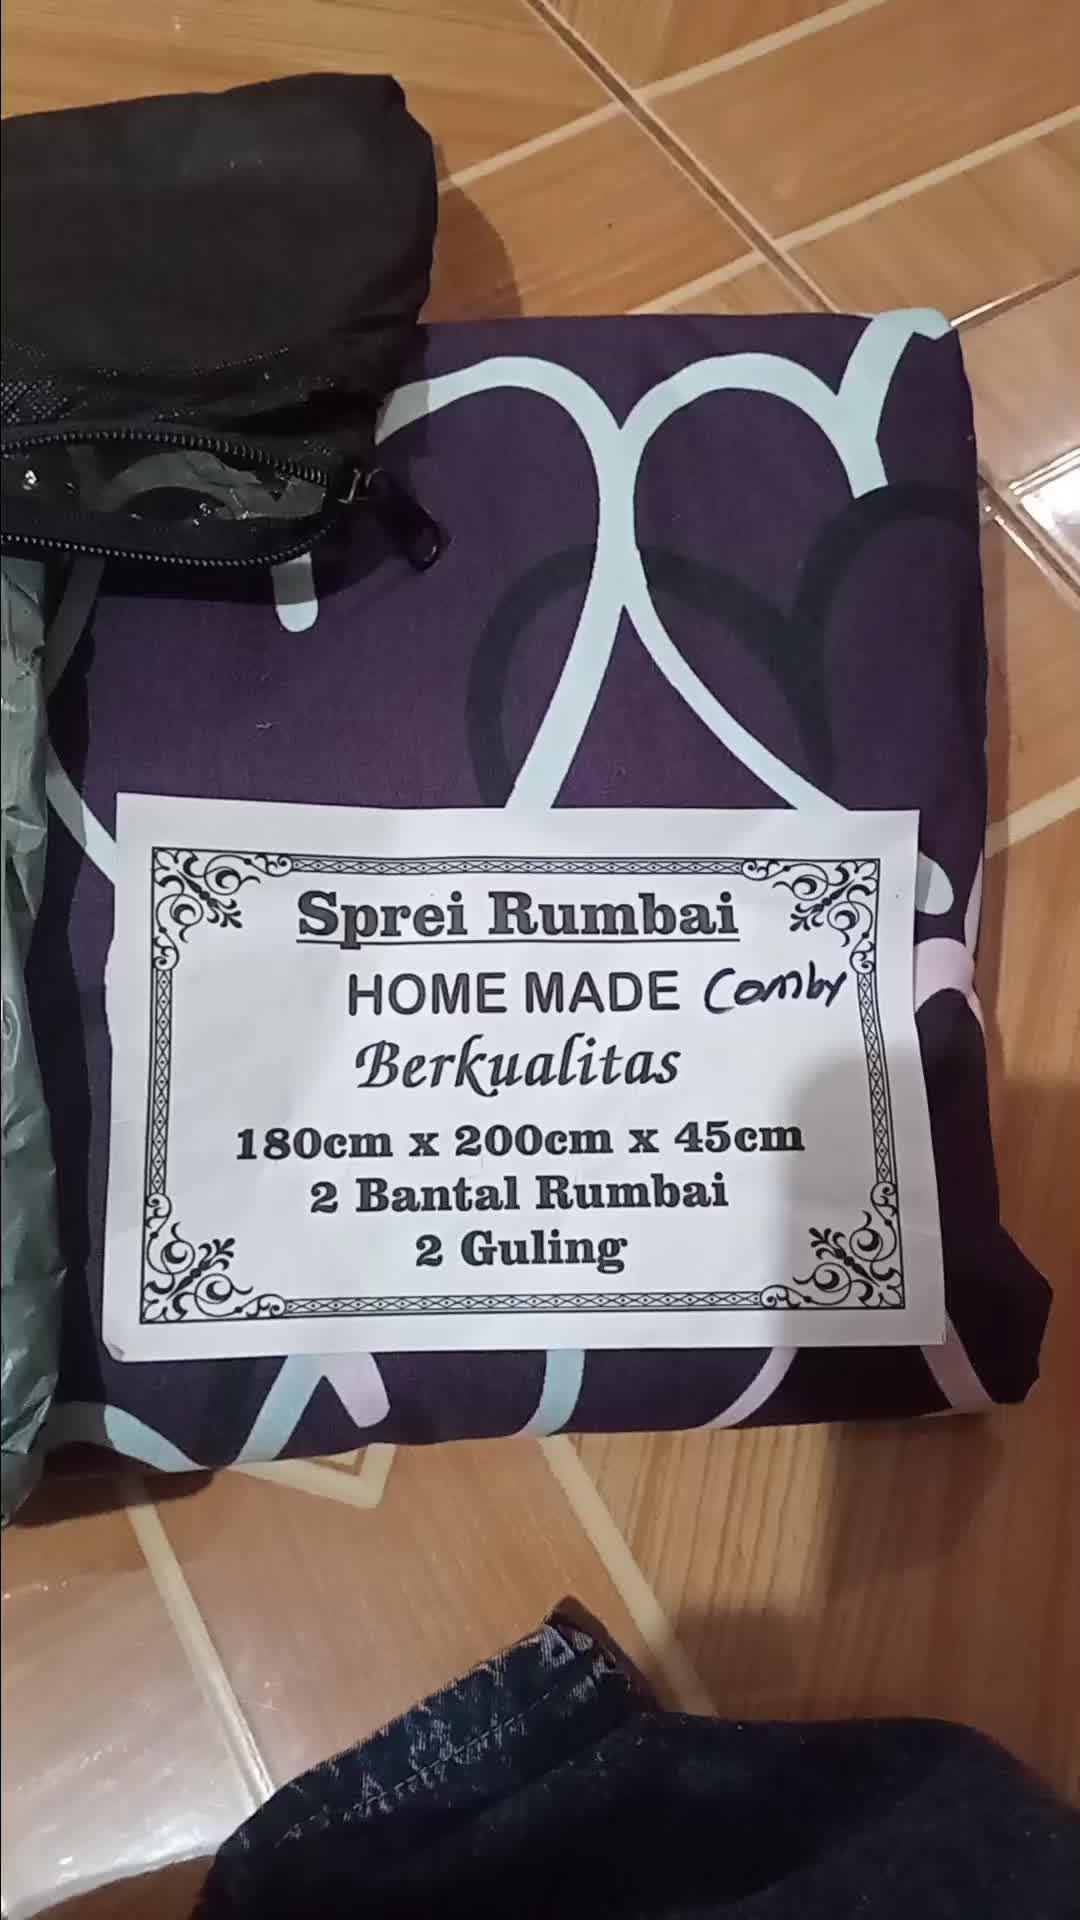 Sprei Rumbai
HOME MADE Comby
Berkualitas
180cm x 200cm x 45cm
2 Bantal Rumbai
2 Guling